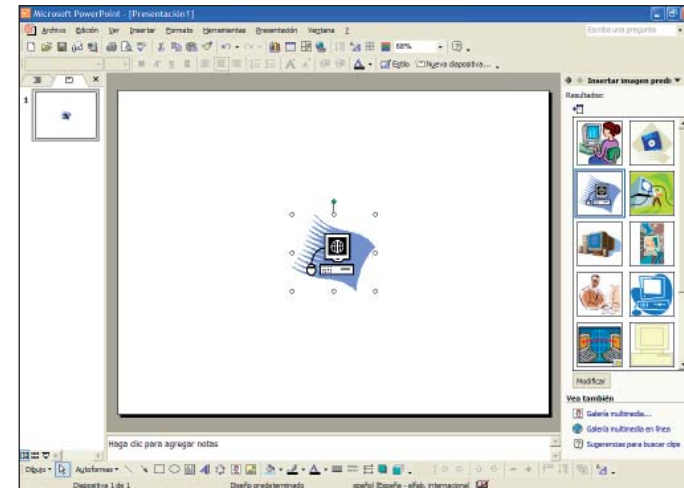 Microsoft PowerPoint - [Presentación1]
Archivo Edición Ver Insertar Formato Herramientas Presentación Ventana ?
Escriba una pregunta
68%
N K S
Estilo Nueva diapositiva...
Insertar imagen predi
Resultados:
1
Modificar
Vea también
Galería multimedia...
Galería multimedia en línea
Sugerencias para buscar clips
Haga clic para agregar notas
Dibujo Autoformas
Diapositiva 1 de 1 Diseño predeterminado español (España - alfab. internacional)